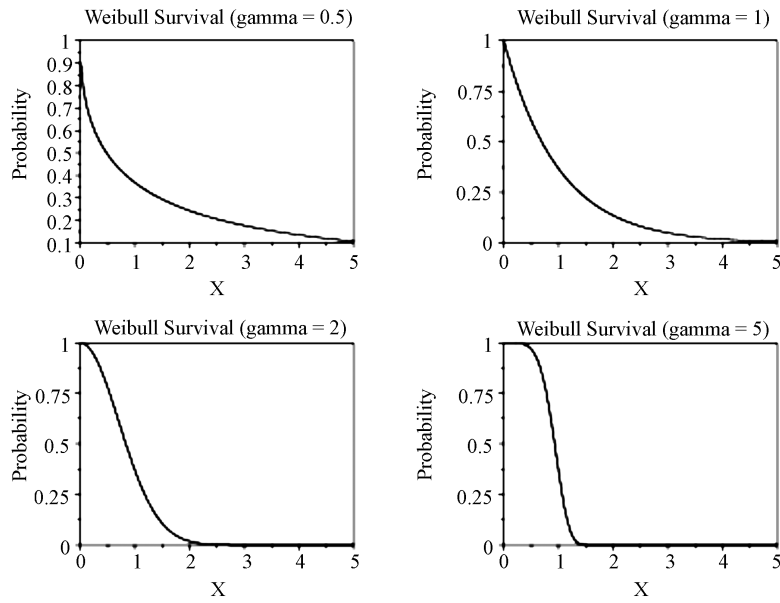 Weibull Survival (gamma = 0.5)
Probability
1
0.9
0.8
0.7
0.6
0.5
0.4
0.3
0.2
0.1
0 1 2 3 4 5
X
Weibull Survival (gamma = 1)
Probability
1
0.75
0.5
0.25
0
0 1 2 3 4 5
X
Weibull Survival (gamma = 2)
Probability
1
0.75
0.5
0.25
0
0 1 2 3 4 5
X
Weibull Survival (gamma = 5)
Probability
1
0.75
0.5
0.25
0
0 1 2 3 4 5
X